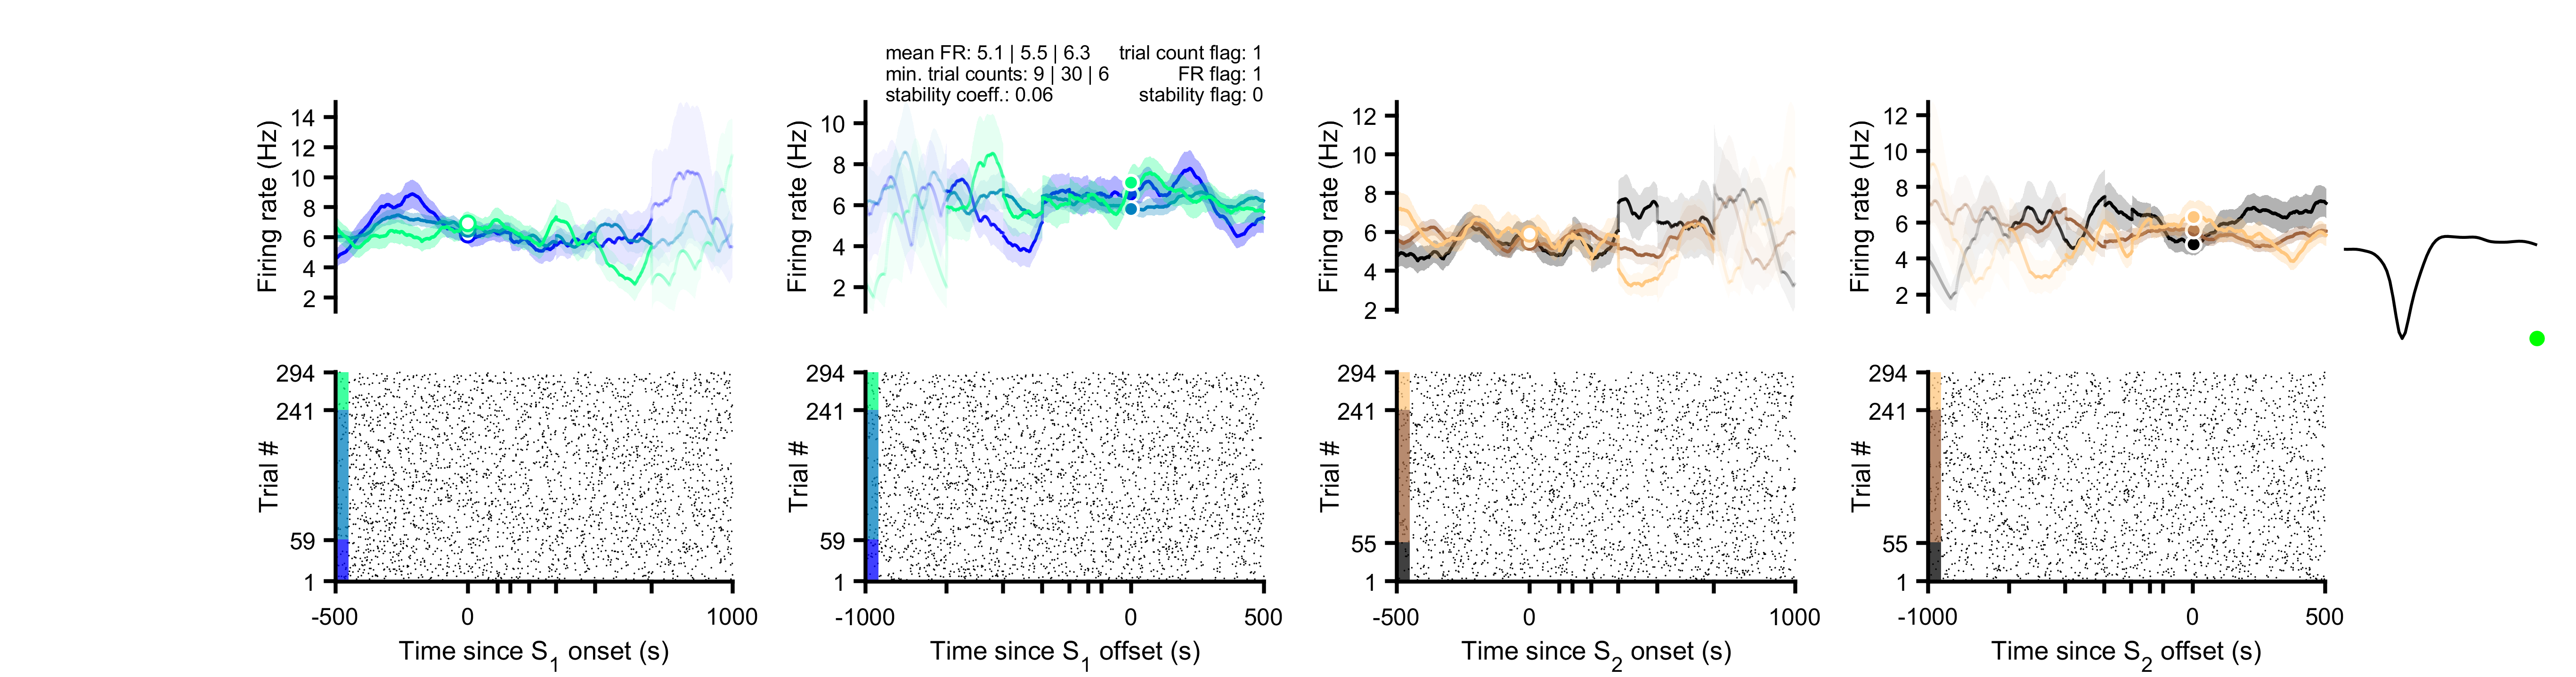 mean FR: 5.1 | 5.5 | 6.3 trial count flag: 1
min. trial counts: 9 | 30 | 6 FR flag: 1
stability coeff.: 0.06 stability flag: 0
Firing rate (Hz)
14
12
10
8
6
4
2
Firing rate (Hz)
10
8
6
4
2
Firing rate (Hz)
12
10
8
6
4
2
Firing rate (Hz)
12
10
8
6
4
2
Trial #
294
241
59
1
-500 0 1000
Time since S1 onset (s)
Trial #
294
241
59
1
-1000 0 500
Time since S1 offset (s)
Trial #
294
241
55
1
-500 0 1000
Time since S2 onset (s)
Trial #
294
241
55
1
-1000 0 500
Time since S2 offset (s)